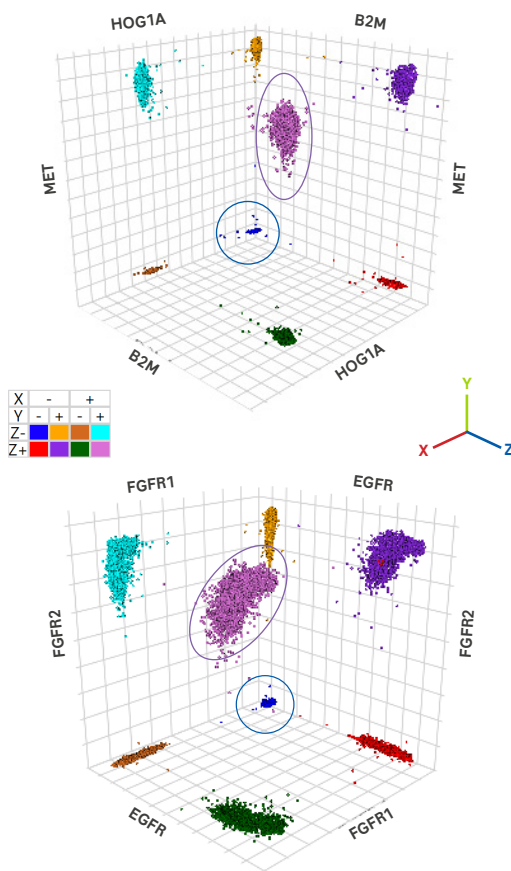 HOG1A
B2M
MET
MET
B2M
HOG1A
X - +
Y - + - +
Z-
Z+
Y
X
Z
FGFR1
EGFR
FGFR2
FGFR2
EGFR
FGFR1